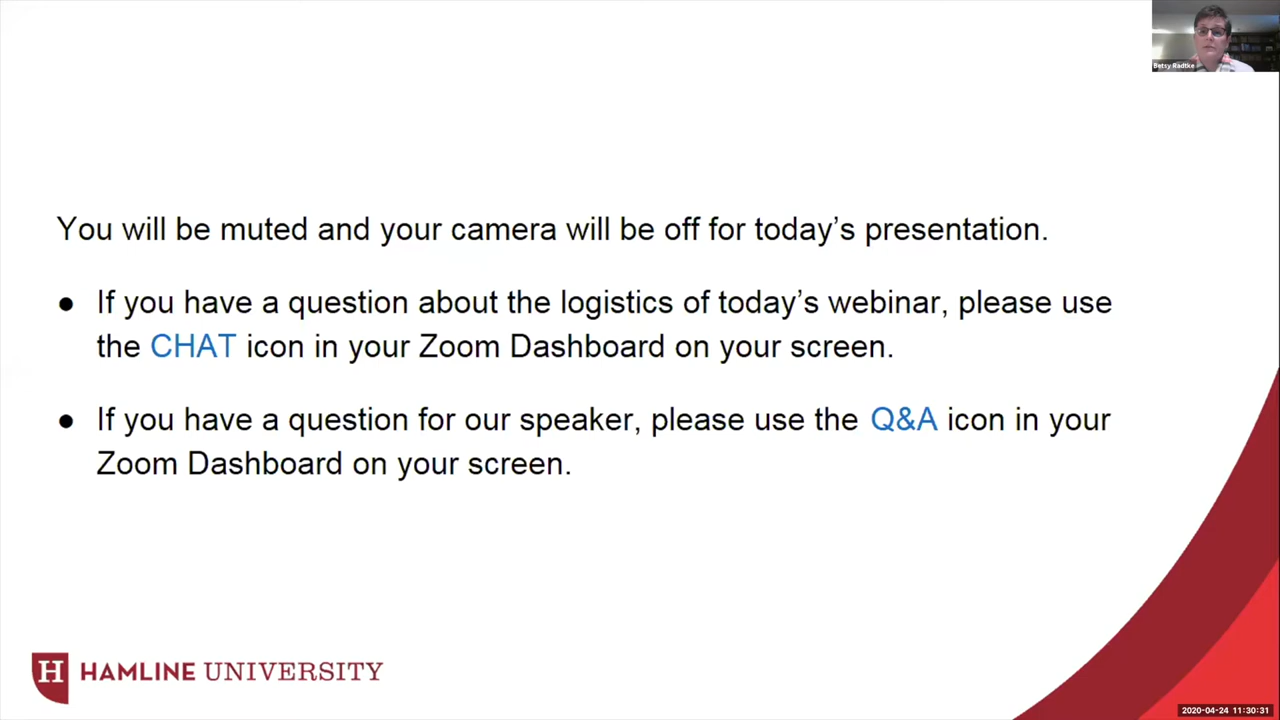 Betsy Radtke
You will be muted and your camera will be off for today’s presentation.
● If you have a question about the logistics of today’s webinar, please use
the CHAT icon in your Zoom Dashboard on your screen.
● If you have a question for our speaker, please use the Q&A icon in your
Zoom Dashboard on your screen.
H HAMLINE UNIVERSITY
2020-04-24 11:30:31